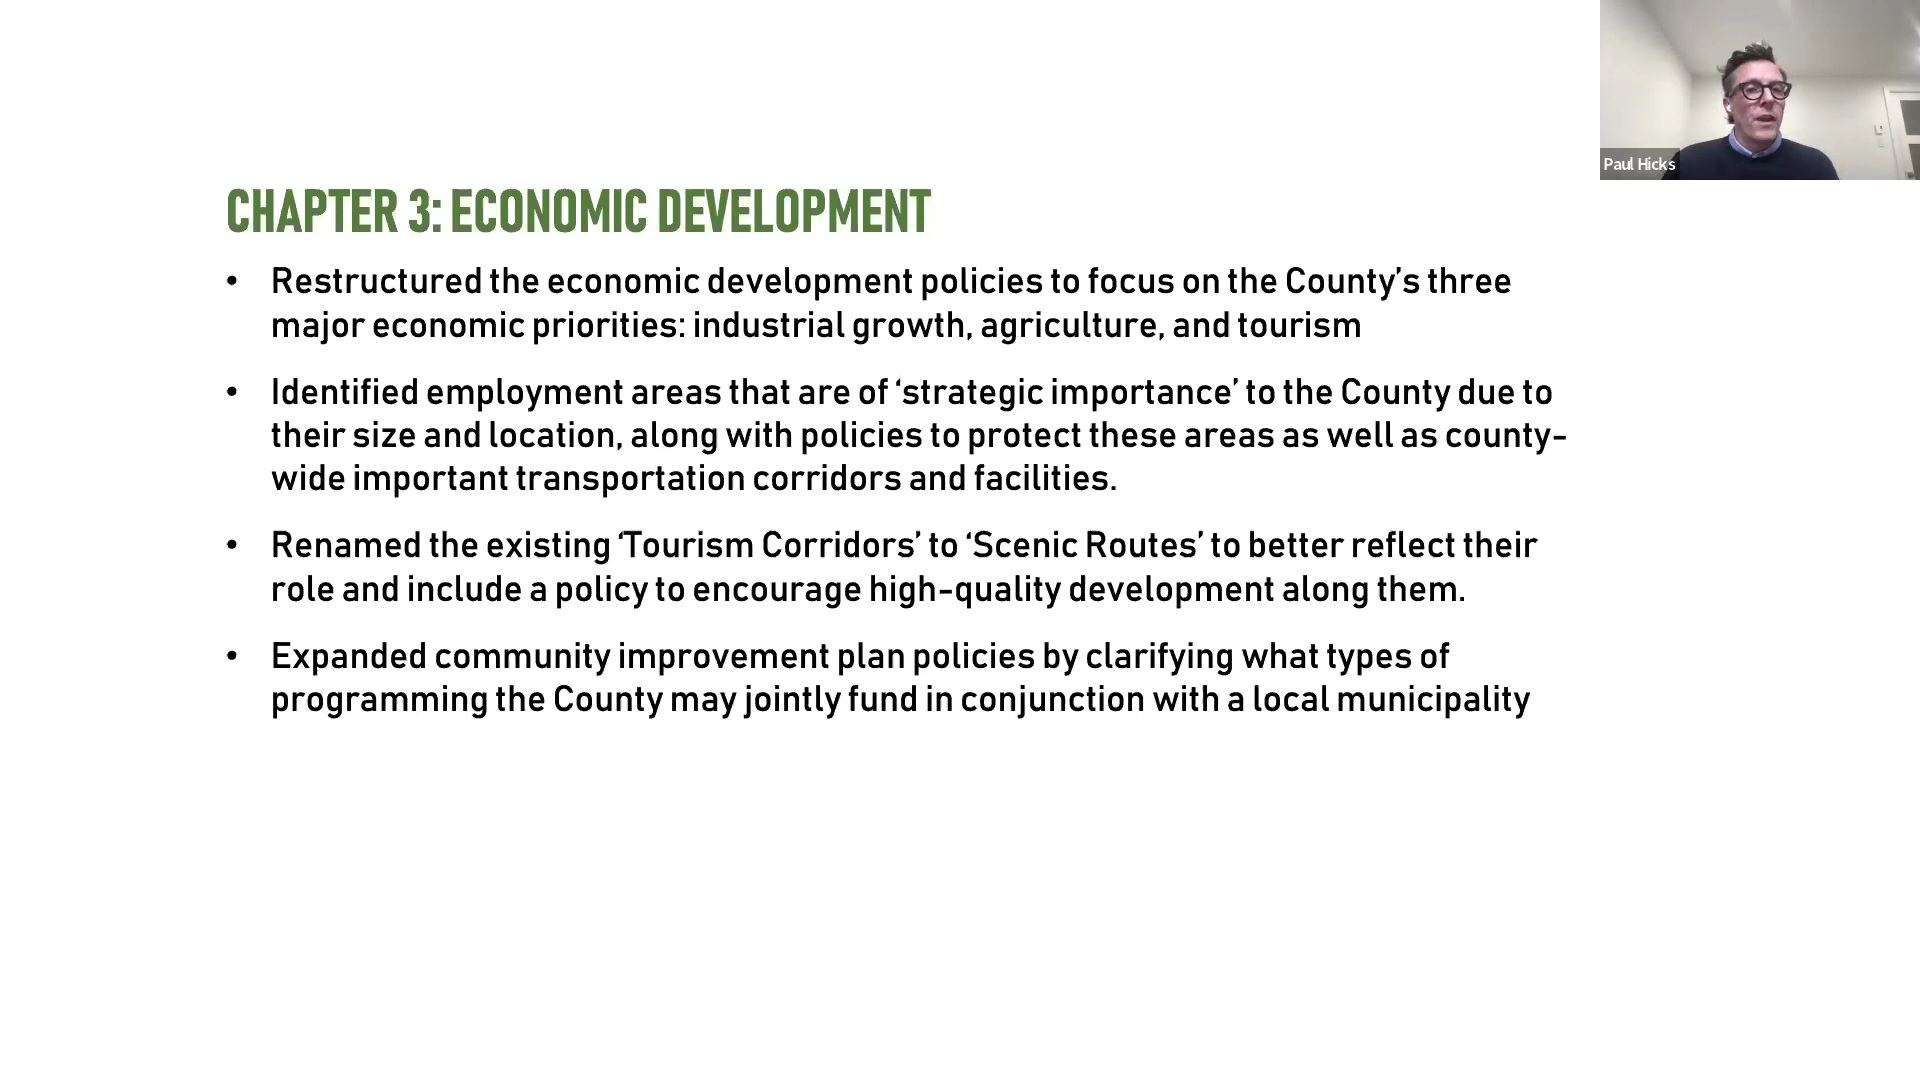 Paul Hicks
CHAPTER 3: ECONOMIC DEVELOPMENT
• Restructured the economic development policies to focus on the County’s three
major economic priorities: industrial growth, agriculture, and tourism
• Identified employment areas that are of ‘strategic importance’ to the County due to
their size and location, along with policies to protect these areas as well as county-
wide important transportation corridors and facilities.
• Renamed the existing ‘Tourism Corridors’ to ‘Scenic Routes’ to better reflect their
role and include a policy to encourage high-quality development along them.
• Expanded community improvement plan policies by clarifying what types of
programming the County may jointly fund in conjunction with a local municipality